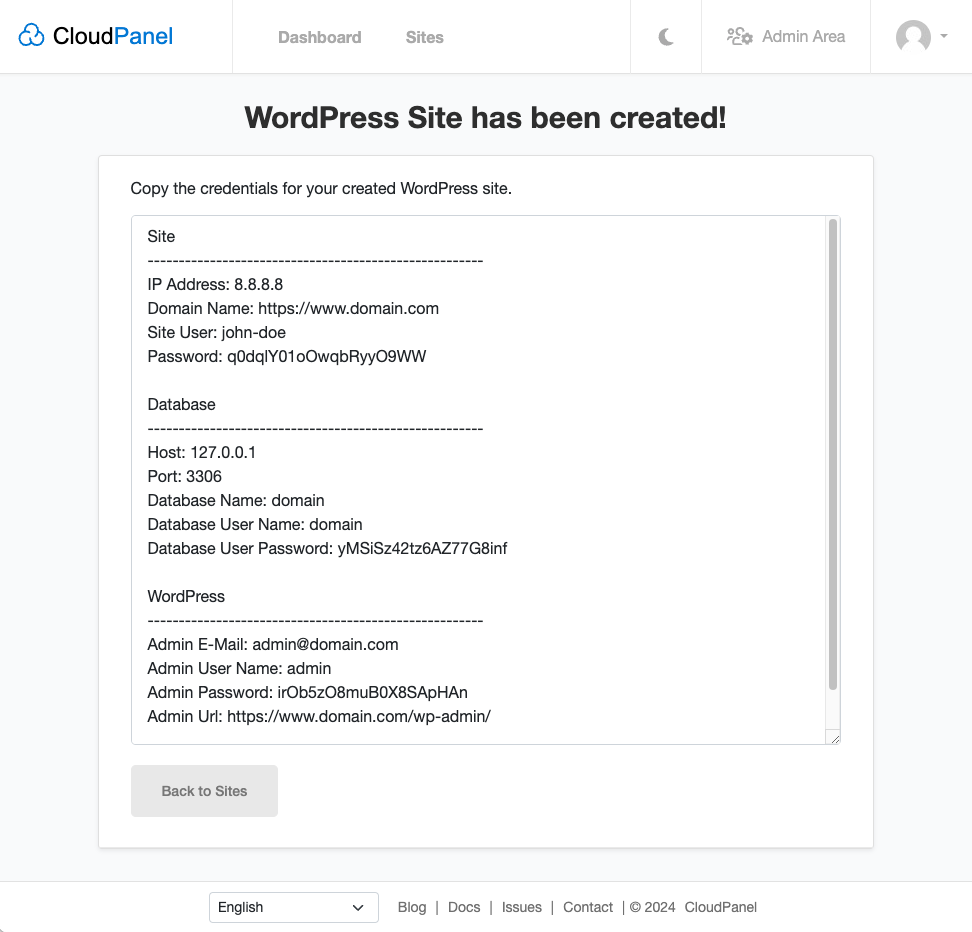 CloudPanel
Dashboard
Sites
Admin Area
WordPress Site has been created!
Copy the credentials for your created WordPress site.
Site
------------------------------------------------------
IP Address: 8.8.8.8
Domain Name: https://www.domain.com
Site User: john-doe
Password: q0dqlY01oOwqbRyyO9WW
Database
------------------------------------------------------
Host: 127.0.0.1
Port: 3306
Database Name: domain
Database User Name: domain
Database User Password: yMSiSz42tz6AZ77G8inf
WordPress
------------------------------------------------------
Admin E-Mail: admin@domain.com
Admin User Name: admin
Admin Password: irOb5zO8muB0X8SApHAn
Admin Url: https://www.domain.com/wp-admin/
Back to Sites
English
Blog | Docs | Issues | Contact | © 2024 CloudPanel